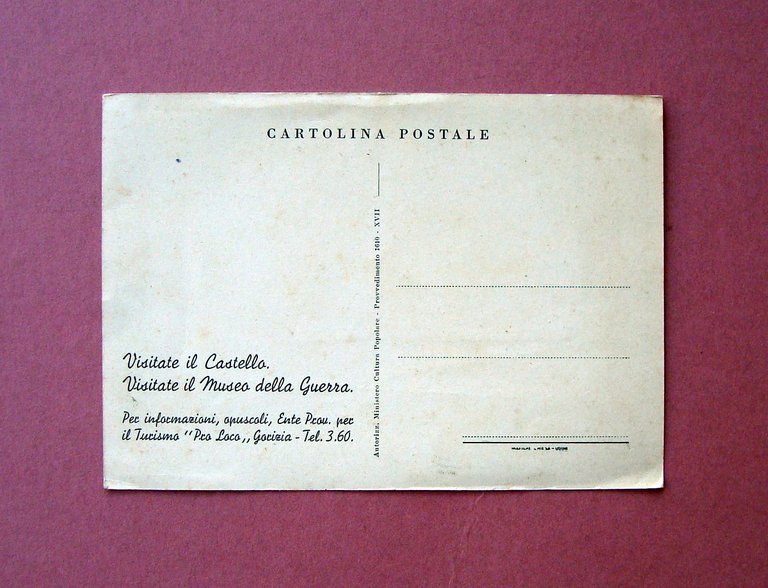 CARTOLINA POSTALE
Visitate il Castello.
Visitate il Museo della Guerra.
Per informazioni, opuscoli, Ente Prov. per
il Turismo "Pro Loco,, Gorizia - Tel. 3.60.
Autorizz. Ministero Cultura Popolare - Provvedimento 1610 - XVII